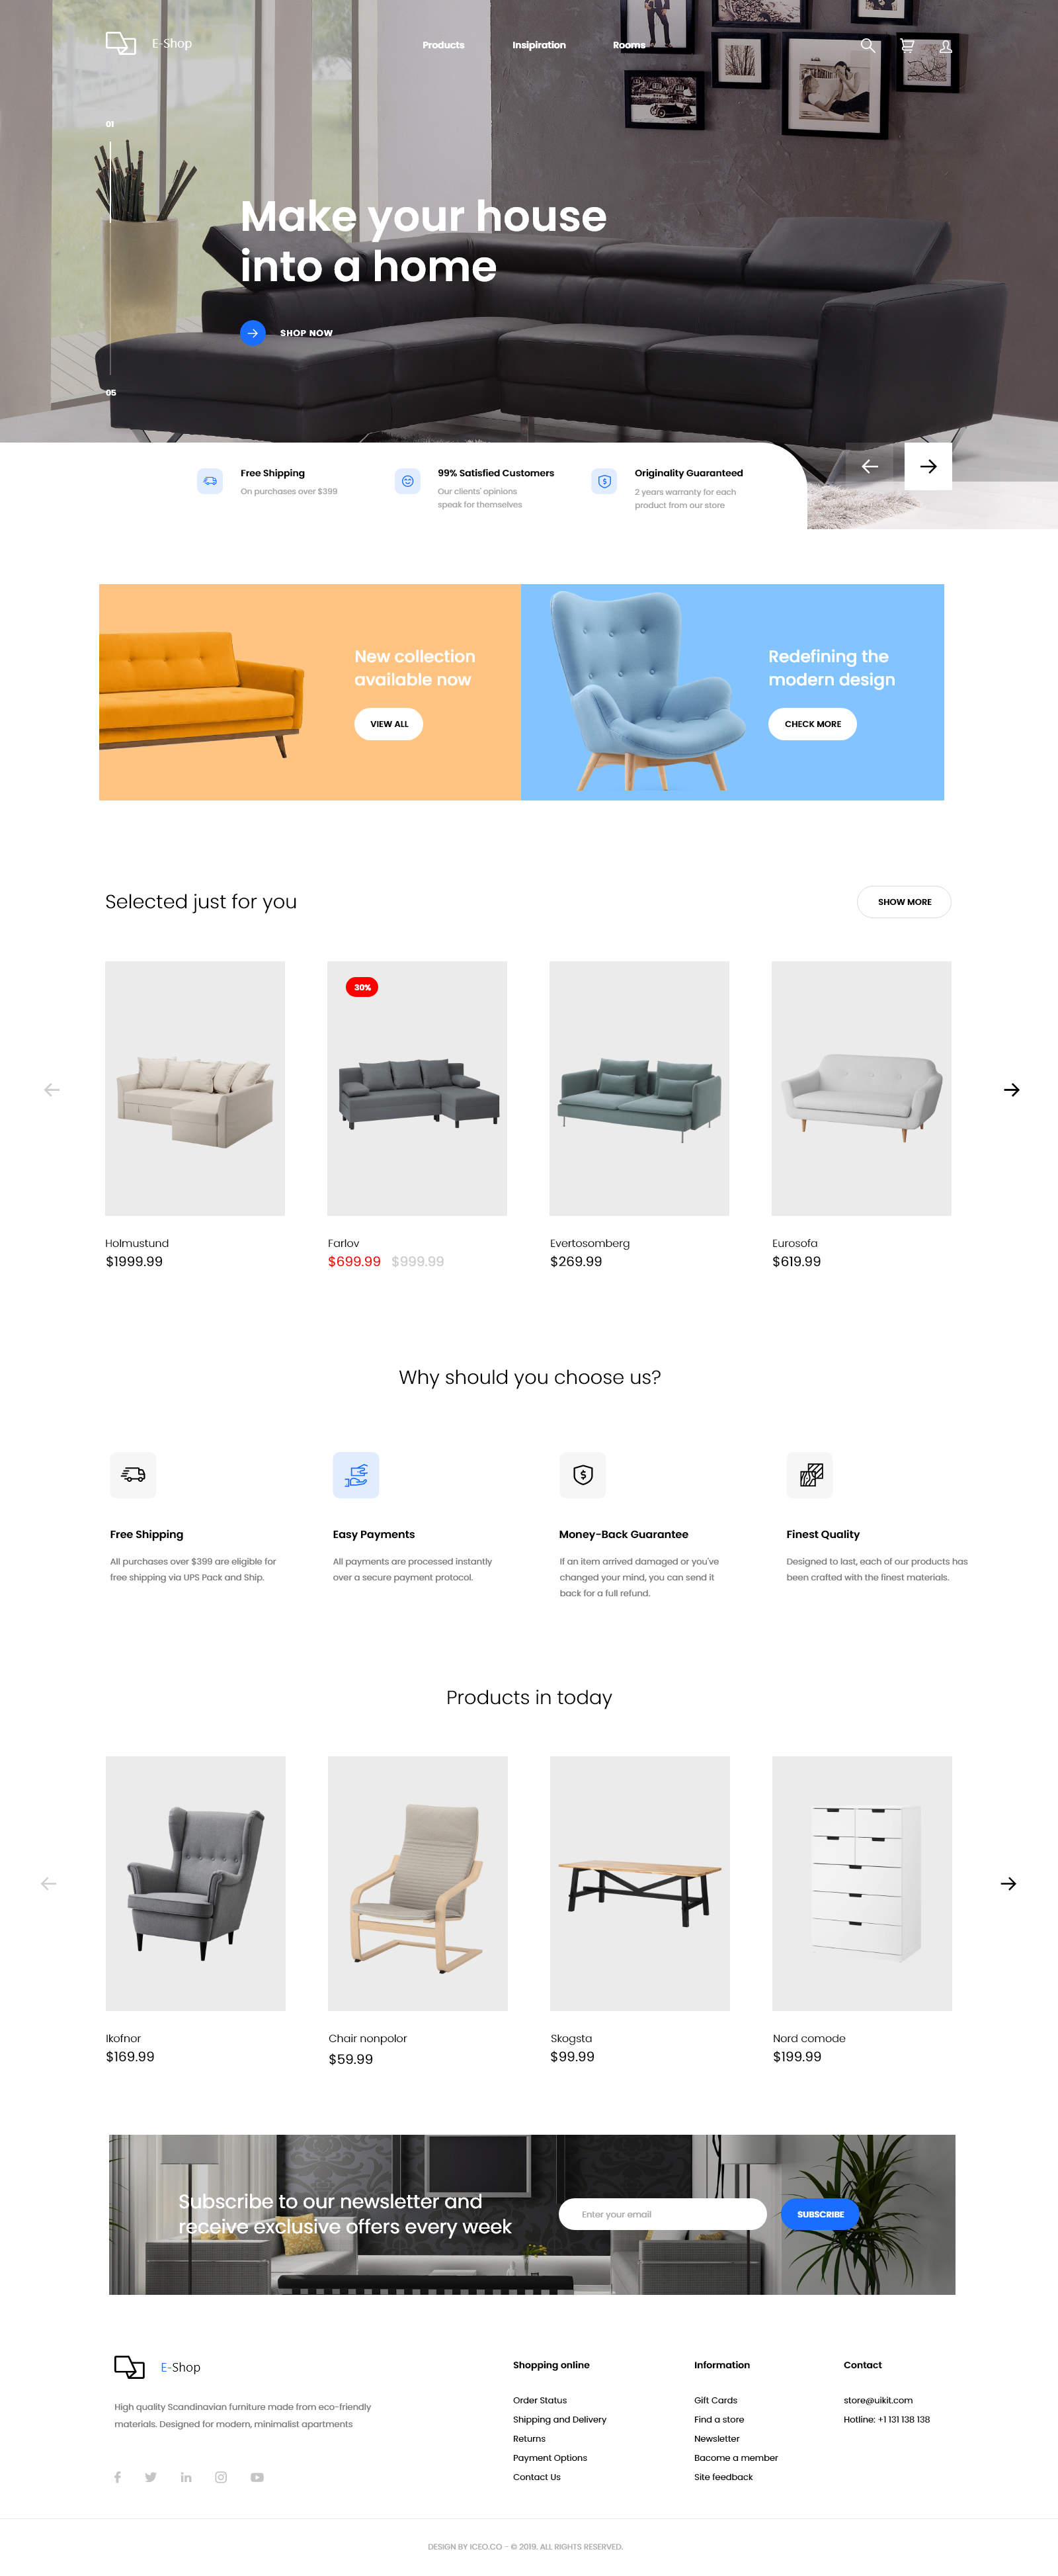 E-Shop
Products
Insipiration
Rooms
01
Make your house
into a home
SHOP NOW
05
Free Shipping
On purchases over $399
99% Satisfied Customers
Our clients' opinions
speak for themselves
Originality Guaranteed
2 years warranty for each
product from our store
New collection
available now
VIEW ALL
Redefining the
modern design
CHECK MORE
Selected just for you
SHOW MORE
30%
Holmustund
$1999.99
Farlov
$699.99 $999.99
Evertosomberg
$269.99
Eurosofa
$619.99
Why should you choose us?
Free Shipping
All purchases over $399 are eligible for
free shipping via UPS Pack and Ship.
Easy Payments
All payments are processed instantly
over a secure payment protocol.
Money-Back Guarantee
If an item arrived damaged or you've
changed your mind, you can send it
back for a full refund.
Finest Quality
Designed to last, each of our products has
been crafted with the finest materials.
Products in today
Ikofnor
$169.99
Chair nonpolor
$59.99
Skogsta
$99.99
Nord comode
$199.99
Subscribe to our newsletter and
receive exclusive offers every week
Enter your email
SUBSCRIBE
E-Shop
High quality Scandinavian furniture made from eco-friendly
materials. Designed for modern, minimalist apartments
Shopping online
Order Status
Shipping and Delivery
Returns
Payment Options
Contact Us
Information
Gift Cards
Find a store
Newsletter
Bacome a member
Site feedback
Contact
store@uikit.com
Hotline: +1 131 138 138
DESIGN BY ICEO.CO - © 2019. ALL RIGHTS RESERVED.